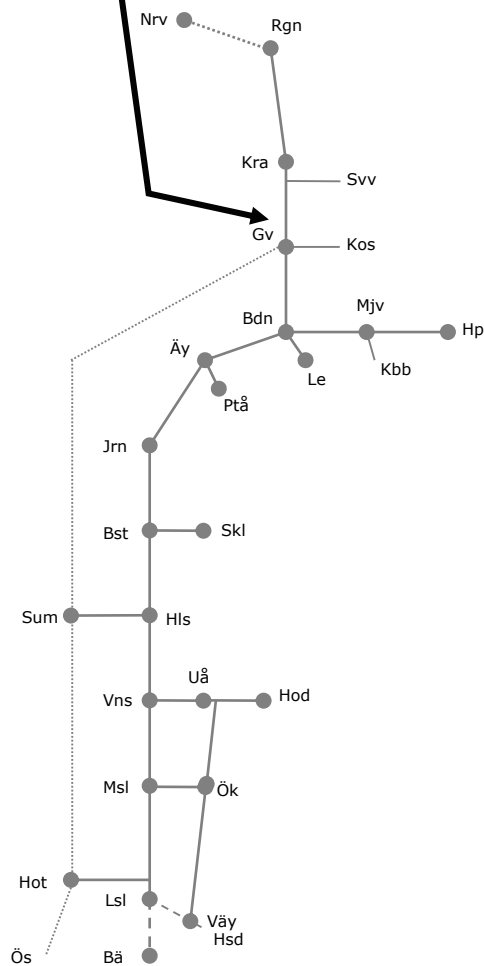 Nrv
Rgn
Kra
Svv
Gv
Kos
Bdn
Mjv
Hp
Äy
Le
Kbb
Ptå
Jrn
Bst
Skl
Sum
Hls
Uå
Vns
Hod
Msl
Ök
Hot
Lsl
Väy
Hsd
Ös
Bä